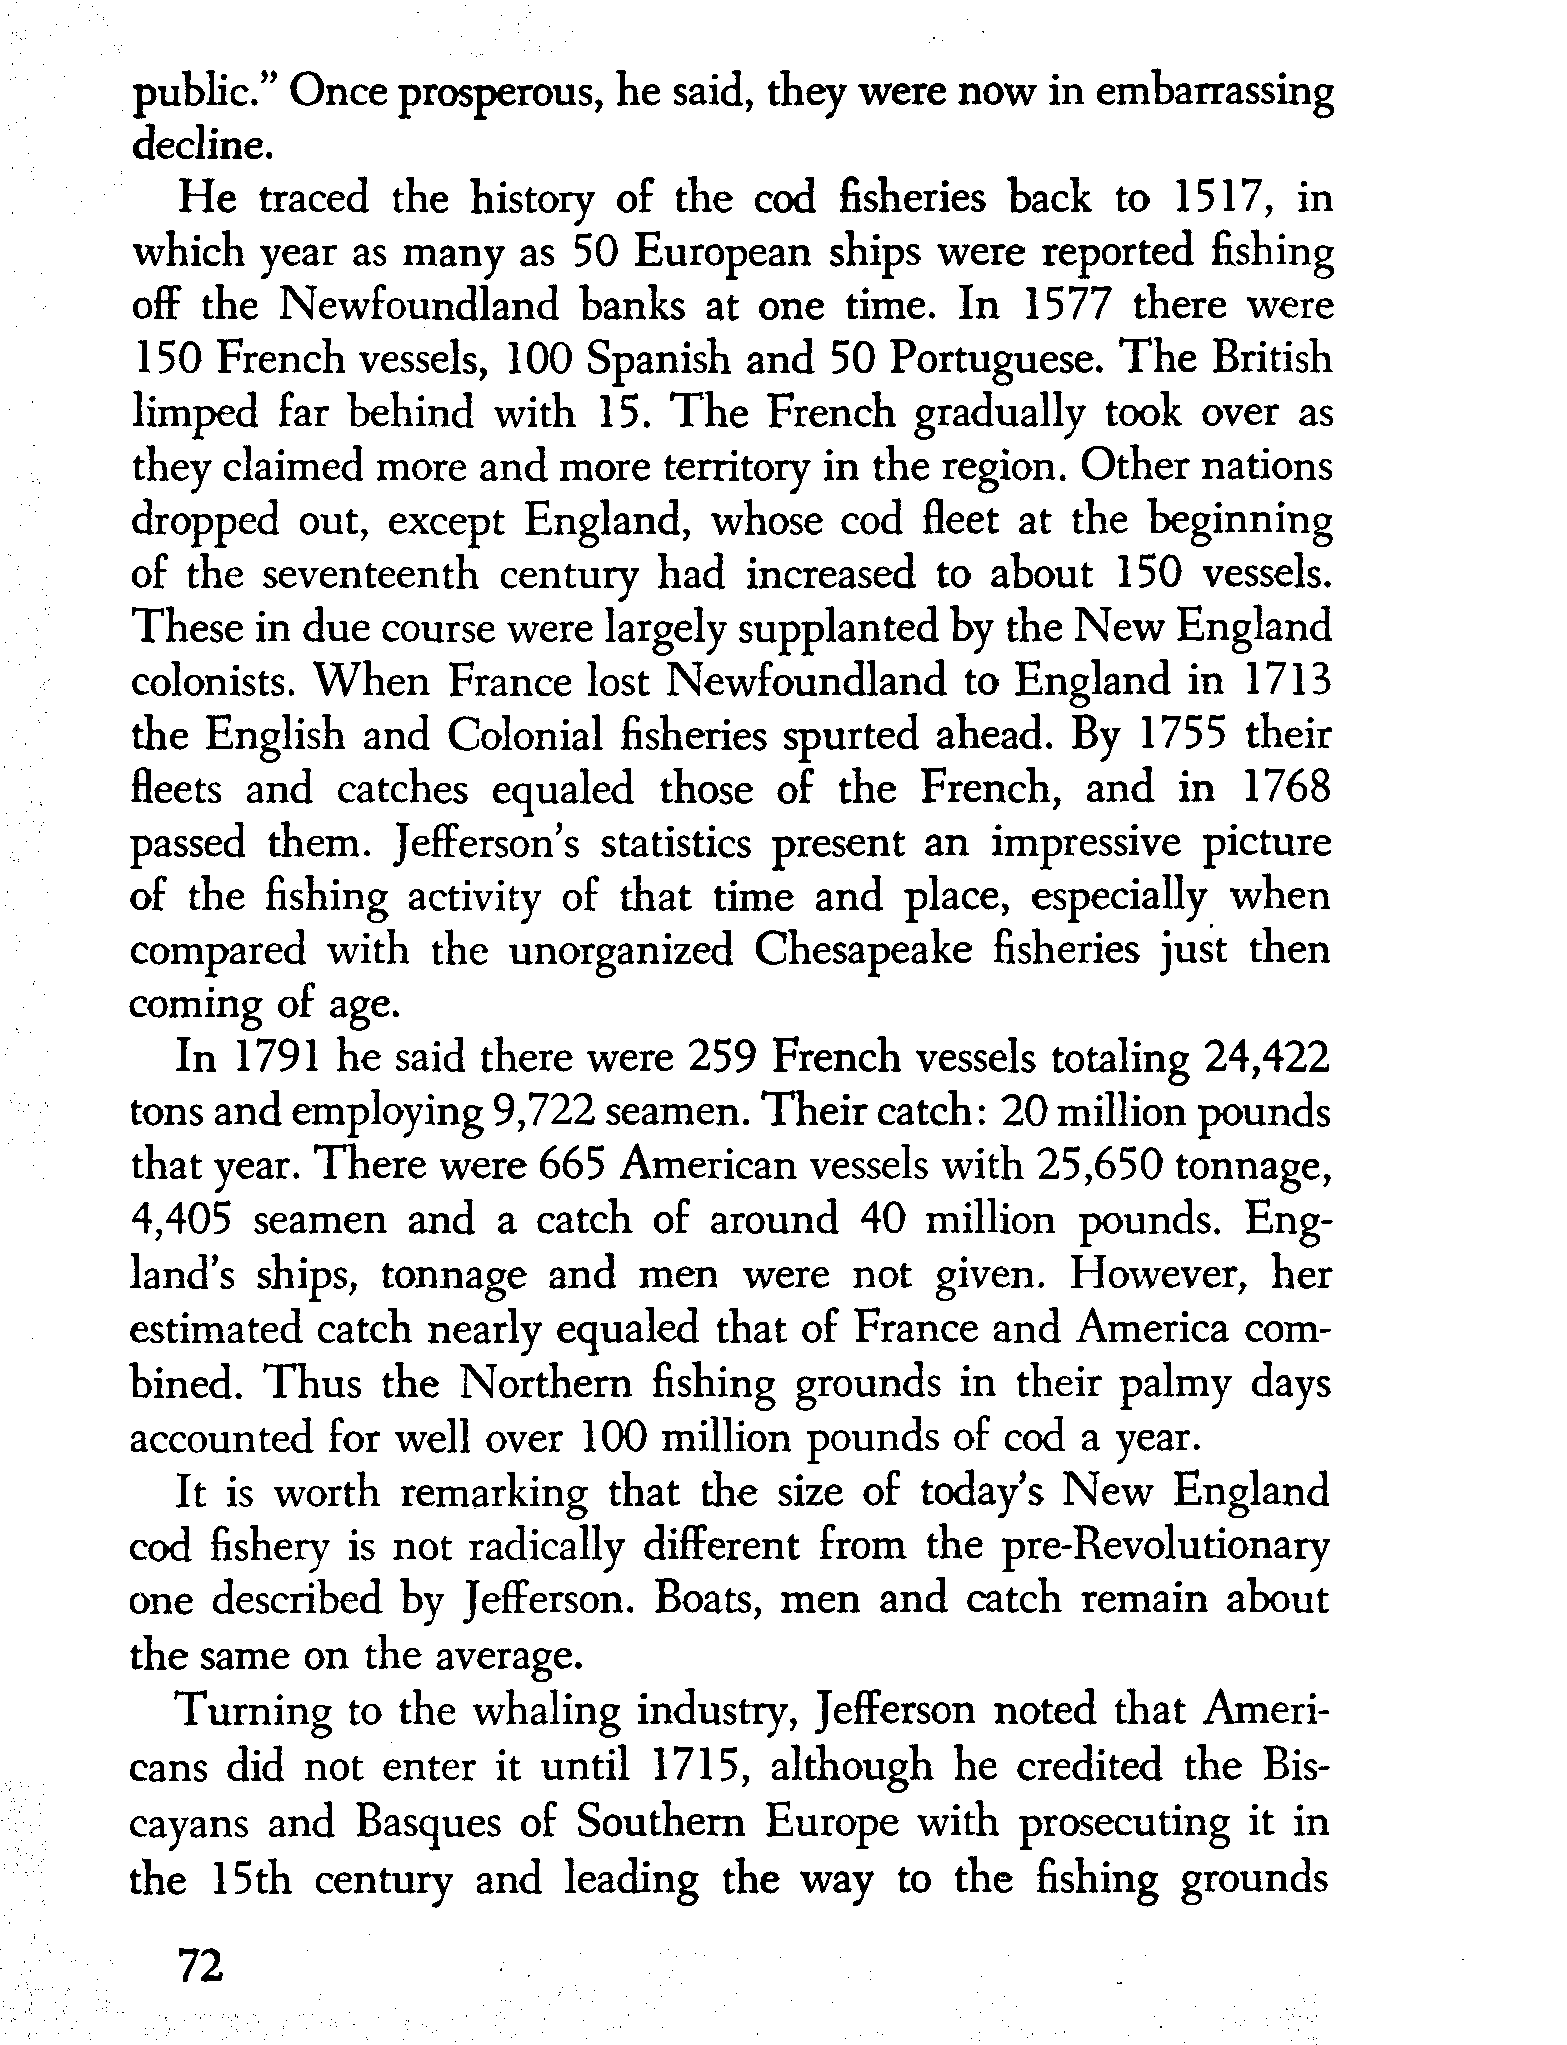 public.” Once prosperous, he said, they were now in embarrassing
decline.
He traced the history of the cod fisheries back to 1517, in
which year as many as 50 European ships were reported fishing
off the Newfoundland banks at one time. In 1577 there were
150 French vessels, 100 Spanish and 50 Portuguese. The British
limped far behind with 15. The French gradually took over as
they claimed more and more territory in the region. Other nations
dropped out, except England, whose cod fleet at the beginning
of the seventeenth century had increased to about 150 vessels.
These in due course were largely supplanted by the New England
colonists. When France lost Newfoundland to England in 1713
the English and Colonial fisheries spurted ahead. By 1755 their
fleets and catches equaled those of the French, and in 1768
passed them. Jefferson’s statistics present an impressive picture
of the fishing activity of that time and place, especially when
compared with the unorganized Chesapeake fisheries just then
coming of age.
In 1791 he said there were 259 French vessels totaling 24,422
tons and employing 9,722 seamen. Their catch: 20 million pounds
that year. There were 665 American vessels with 25,650 tonnage,
4,405 seamen and a catch of around 40 million pounds. Eng-
land’s ships, tonnage and men were not given. However, her
estimated catch nearly equaled that of France and America com-
bined. Thus the Northern fishing grounds in their palmy days
accounted for well over 100 million pounds of cod a year.
It is worth remarking that the size of today’s New England
cod fishery is not radically different from the pre-Revolutionary
one described by Jefferson. Boats, men and catch remain about
the same on the average.
Turning to the whaling industry, Jefferson noted that Ameri-
cans did not enter it until 1715, although he credited the Bis-
cayans and Basques of Southern Europe with prosecuting it in
the 15th century and leading the way to the fishing grounds
72